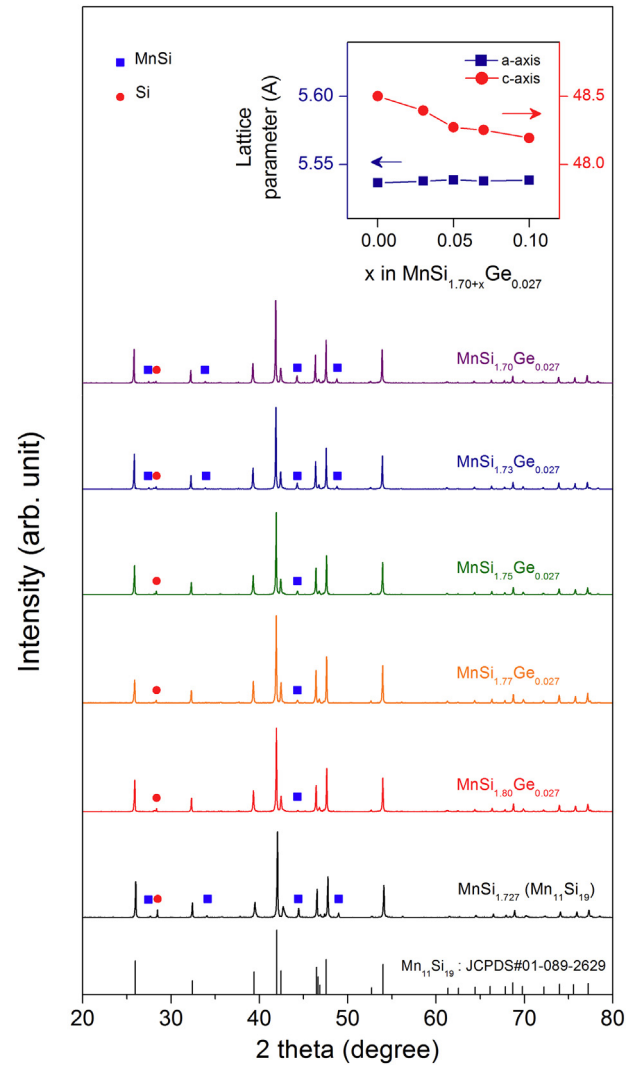 MnSi
Si
a-axis
c-axis
Lattice
parameter (A)
5.60
5.55
48.5
48.0
0.00 0.05 0.10
x in MnSi1.70+xGe0.027
MnSi1.70Ge0.027
MnSi1.73Ge0.027
MnSi1.75Ge0.027
MnSi1.77Ge0.027
MnSi1.80Ge0.027
MnSi1.727 (Mn11Si19)
Mn11Si19 : JCPDS#01-089-2629
Intensity (arb. unit)
20 30 40 50 60 70 80
2 theta (degree)